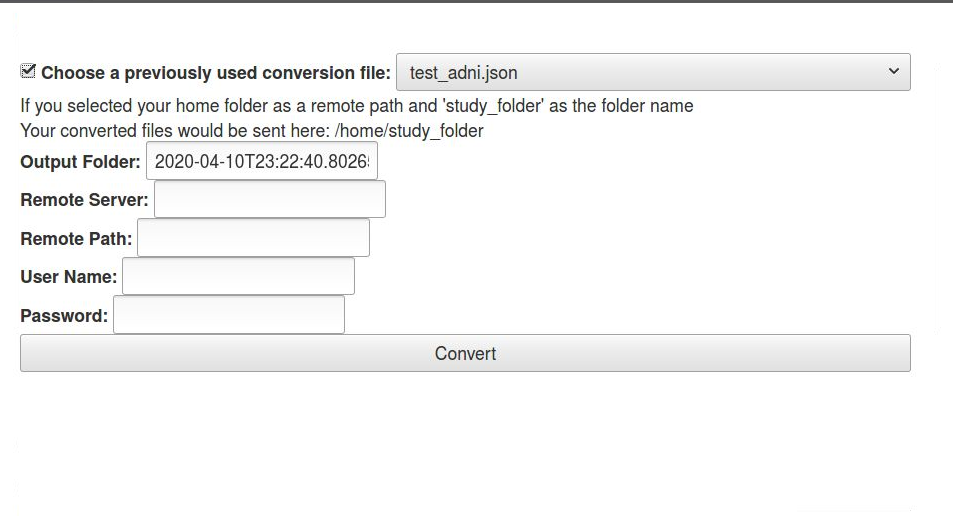 Choose a previously used conversion file: test_adni.json
If you selected your home folder as a remote path and 'study_folder' as the folder name
Your converted files would be sent here: /home/study_folder
Output Folder: 2020-04-10T23:22:40.8026
Remote Server:
Remote Path:
User Name:
Password:
Convert